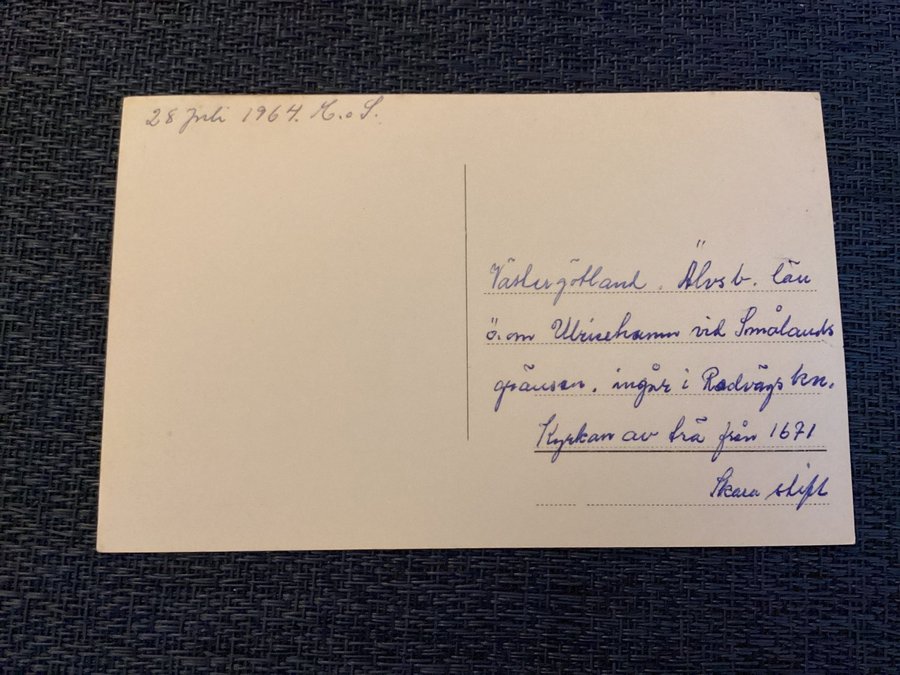 28 Juli 1964. K.o.S.
Västergötland. Älvsb. län
ö. om Ulricehamn vid Smålands
gränsen. ingår i Redvägs kn.
Kyrkan av trä från 1671
Skara stift